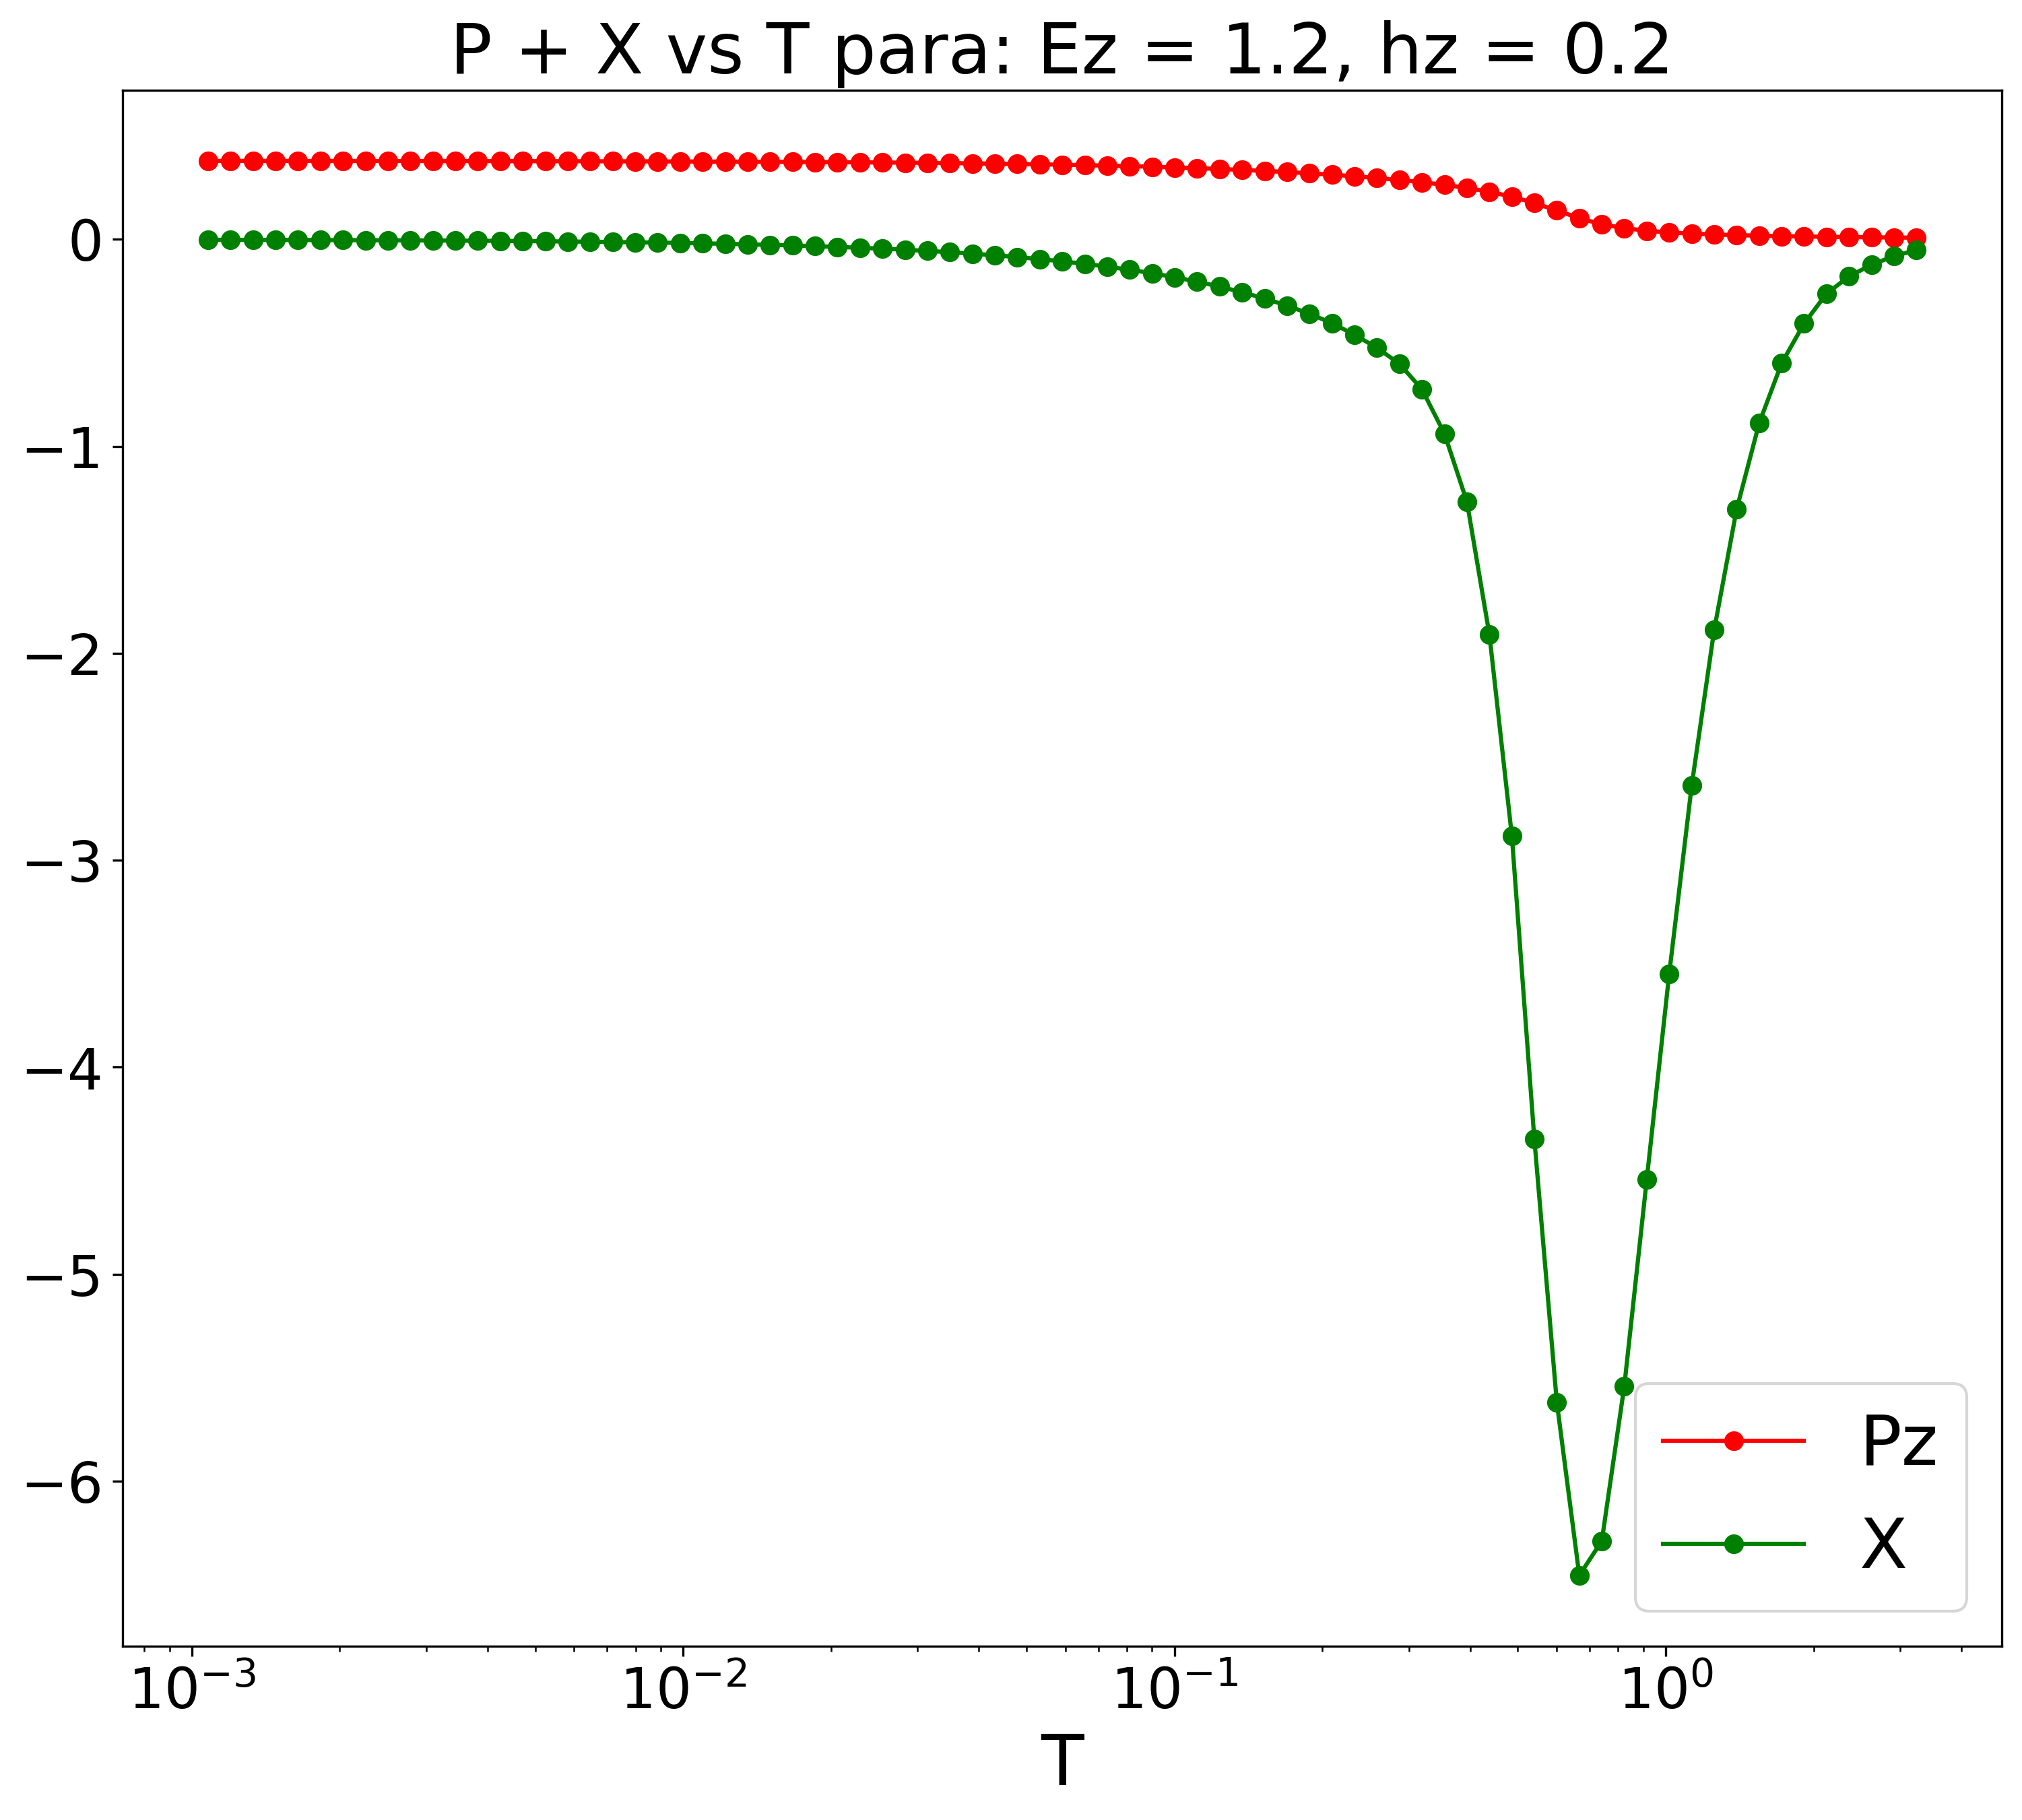 P + X vs T para: Ez = 1.2, hz = 0.2
0
−1
−2
−3
−4
−5
−6
Pz
X
10⁻³ 10⁻² 10⁻¹ 10⁰
T